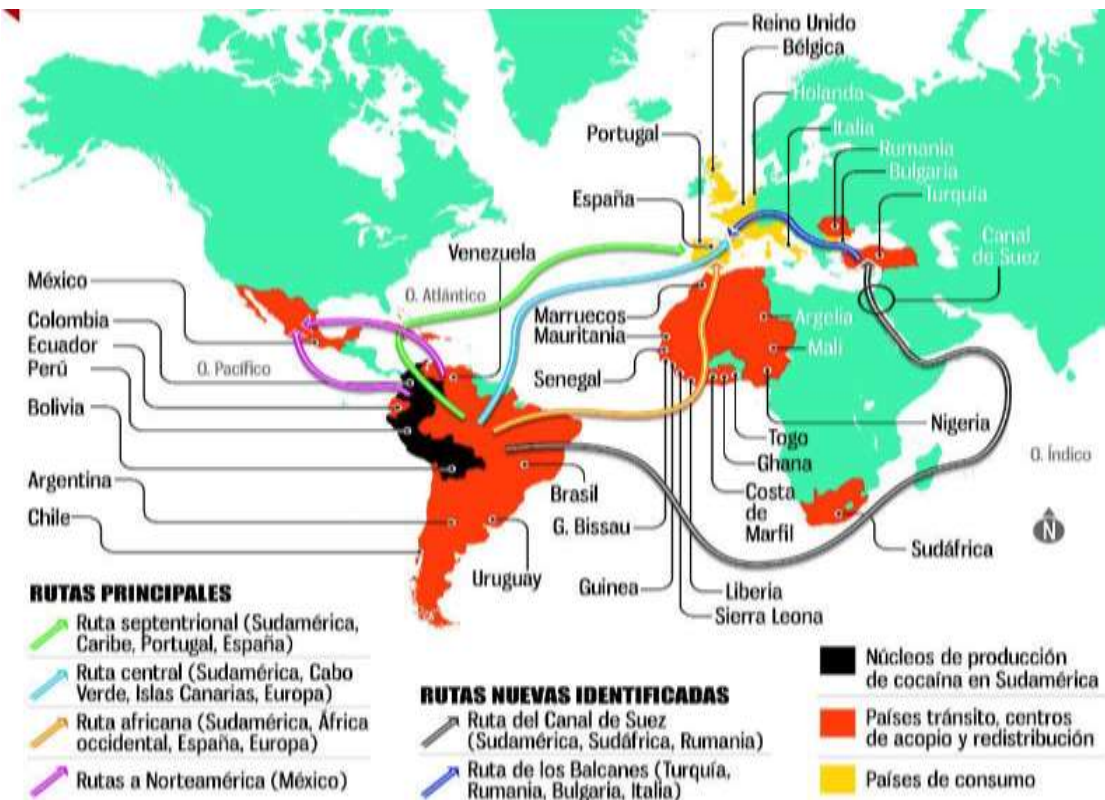 Reino Unido
Bélgica
Holanda
Portugal
Italia
Rumania
Bulgaria
España
Turquía
Venezuela
Canal
de Suez
México
O. Atlántico
Colombia
Marruecos
Argelia
Ecuador
Mauritania
Malí
Perú
O. Pacífico
Senegal
Bolivia
Nigeria
Togo
O. Índico
Ghana
Argentina
Brasil
Costa
de
Marfil
G. Bissau
N
Chile
Sudáfrica
Uruguay
Guinea
Liberia
Sierra Leona
RUTAS PRINCIPALES
Ruta septentrional (Sudamérica,
Caribe, Portugal, España)
Ruta central (Sudamérica, Cabo
Verde, Islas Canarias, Europa)
Ruta africana (Sudamérica, África
occidental, España, Europa)
Rutas a Norteamérica (México)
RUTAS NUEVAS IDENTIFICADAS
Ruta del Canal de Suez
(Sudamérica, Sudáfrica, Rumania)
Ruta de los Balcanes (Turquía,
Rumania, Bulgaria, Italia)
Núcleos de producción
de cocaína en Sudamérica
Países tránsito, centros
de acopio y redistribución
Países de consumo